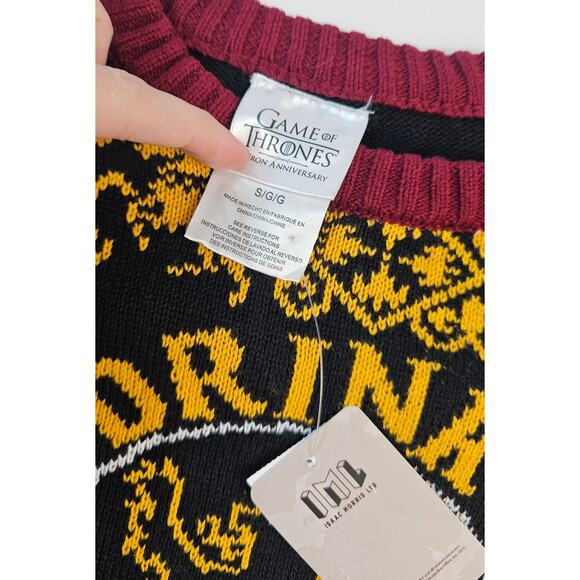 GAME OF
THRONES
IRON ANNIVERSARY
S/G/G
MADE IN/HECHO EN/FABRIQUÉ EN
CHINA/CHINA/CHINE
SEE REVERSE FOR
CARE INSTRUCTIONS
INSTRUCCIONES DE LAVADO AL REVERSO
VOIR INVERSE POUR OBTENIR
DES INSTRUCTIONS DE SOINS
ORINA
IML
ISAAC MORRIS LTD